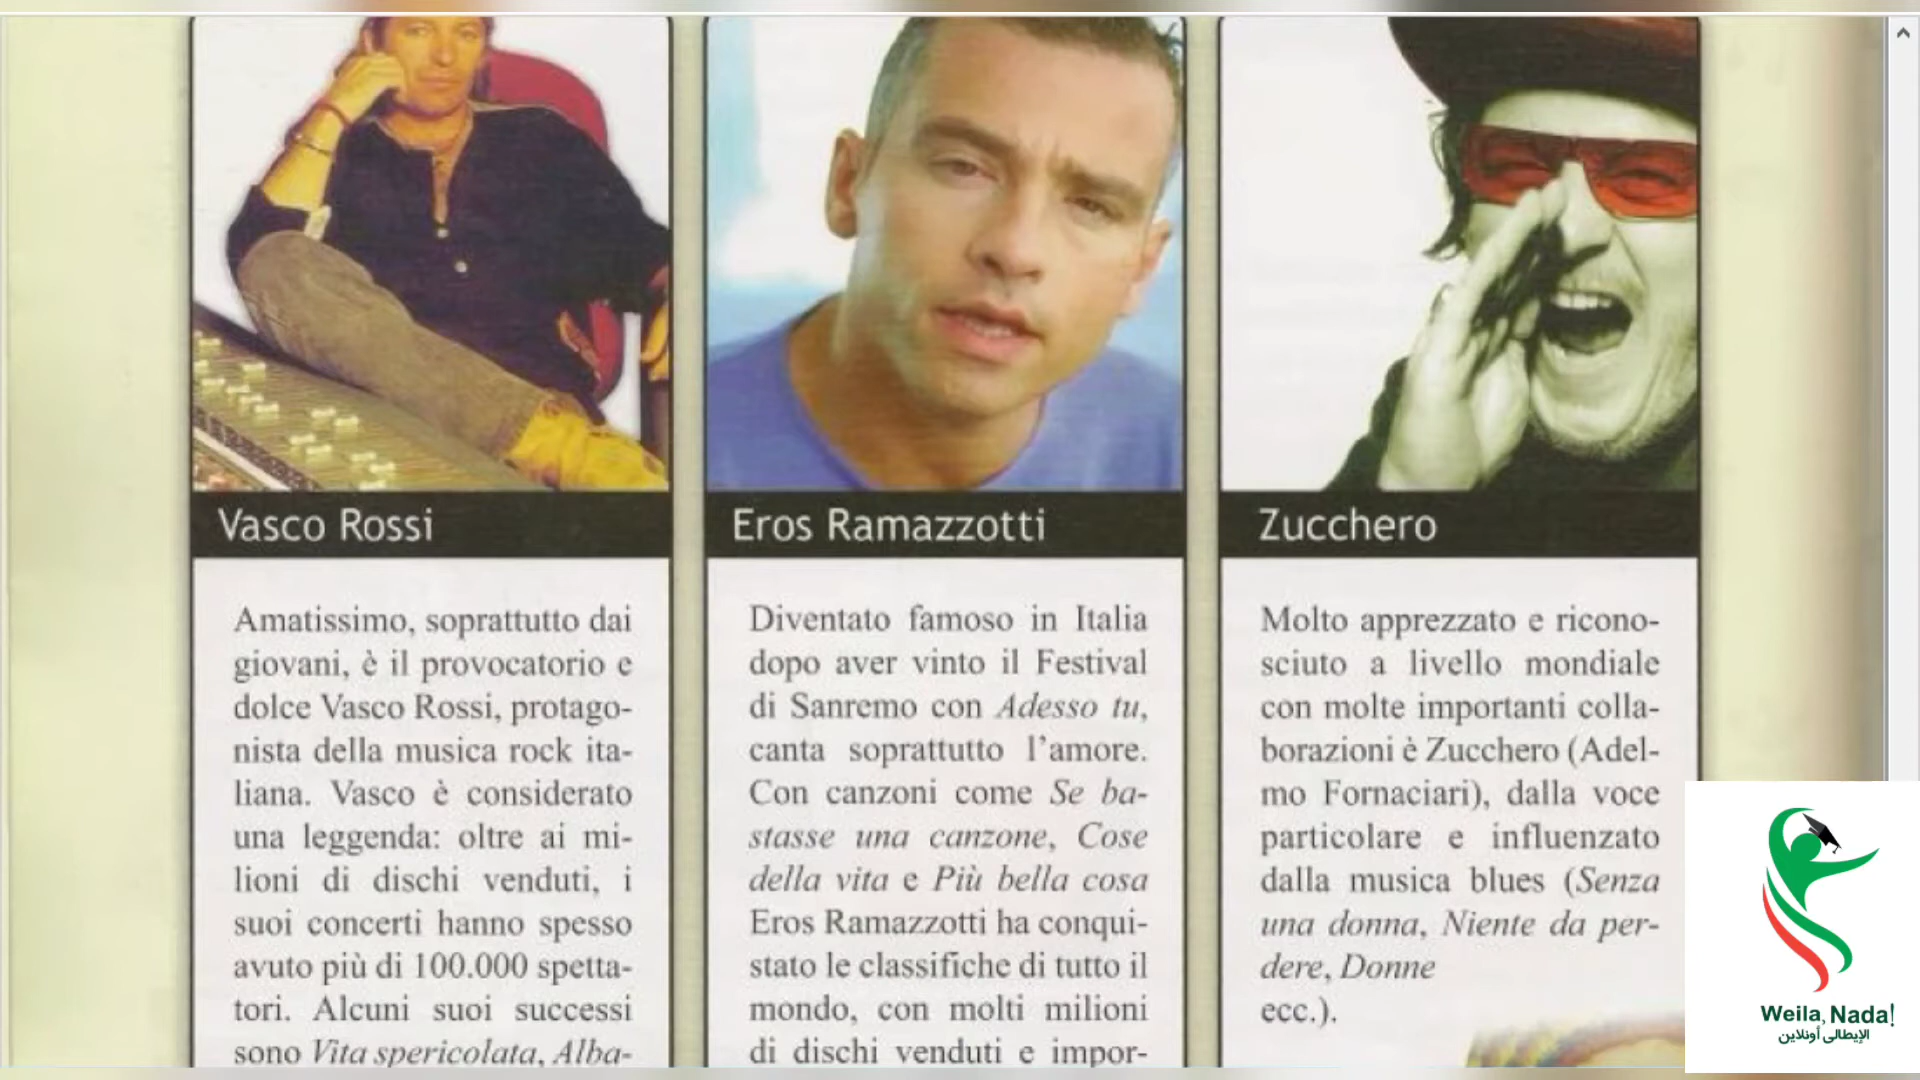 Vasco Rossi
Amatissimo, soprattutto dai
giovani, è il provocatorio e
dolce Vasco Rossi, protago-
nista della musica rock ita-
liana. Vasco è considerato
una leggenda: oltre ai mi-
lioni di dischi venduti, i
suoi concerti hanno spesso
avuto più di 100.000 spetta-
tori. Alcuni suoi successi
sono Vita spericolata, Alba-
Eros Ramazzotti
Diventato famoso in Italia
dopo aver vinto il Festival
di Sanremo con Adesso tu,
canta soprattutto l'amore.
Con canzoni come Se ba-
stasse una canzone, Cose
della vita e Più bella cosa
Eros Ramazzotti ha conqui-
stato le classifiche di tutto il
mondo, con molti milioni
di dischi venduti e impor-
Zucchero
Molto apprezzato e ricono-
sciuto a livello mondiale
con molte importanti colla-
borazioni è Zucchero (Adel-
mo Fornaciari), dalla voce
particolare e influenzato
dalla musica blues (Senza
una donna, Niente da per-
dere, Donne
ecc.).
Weila, Nada!
الإيطالى أونلاين